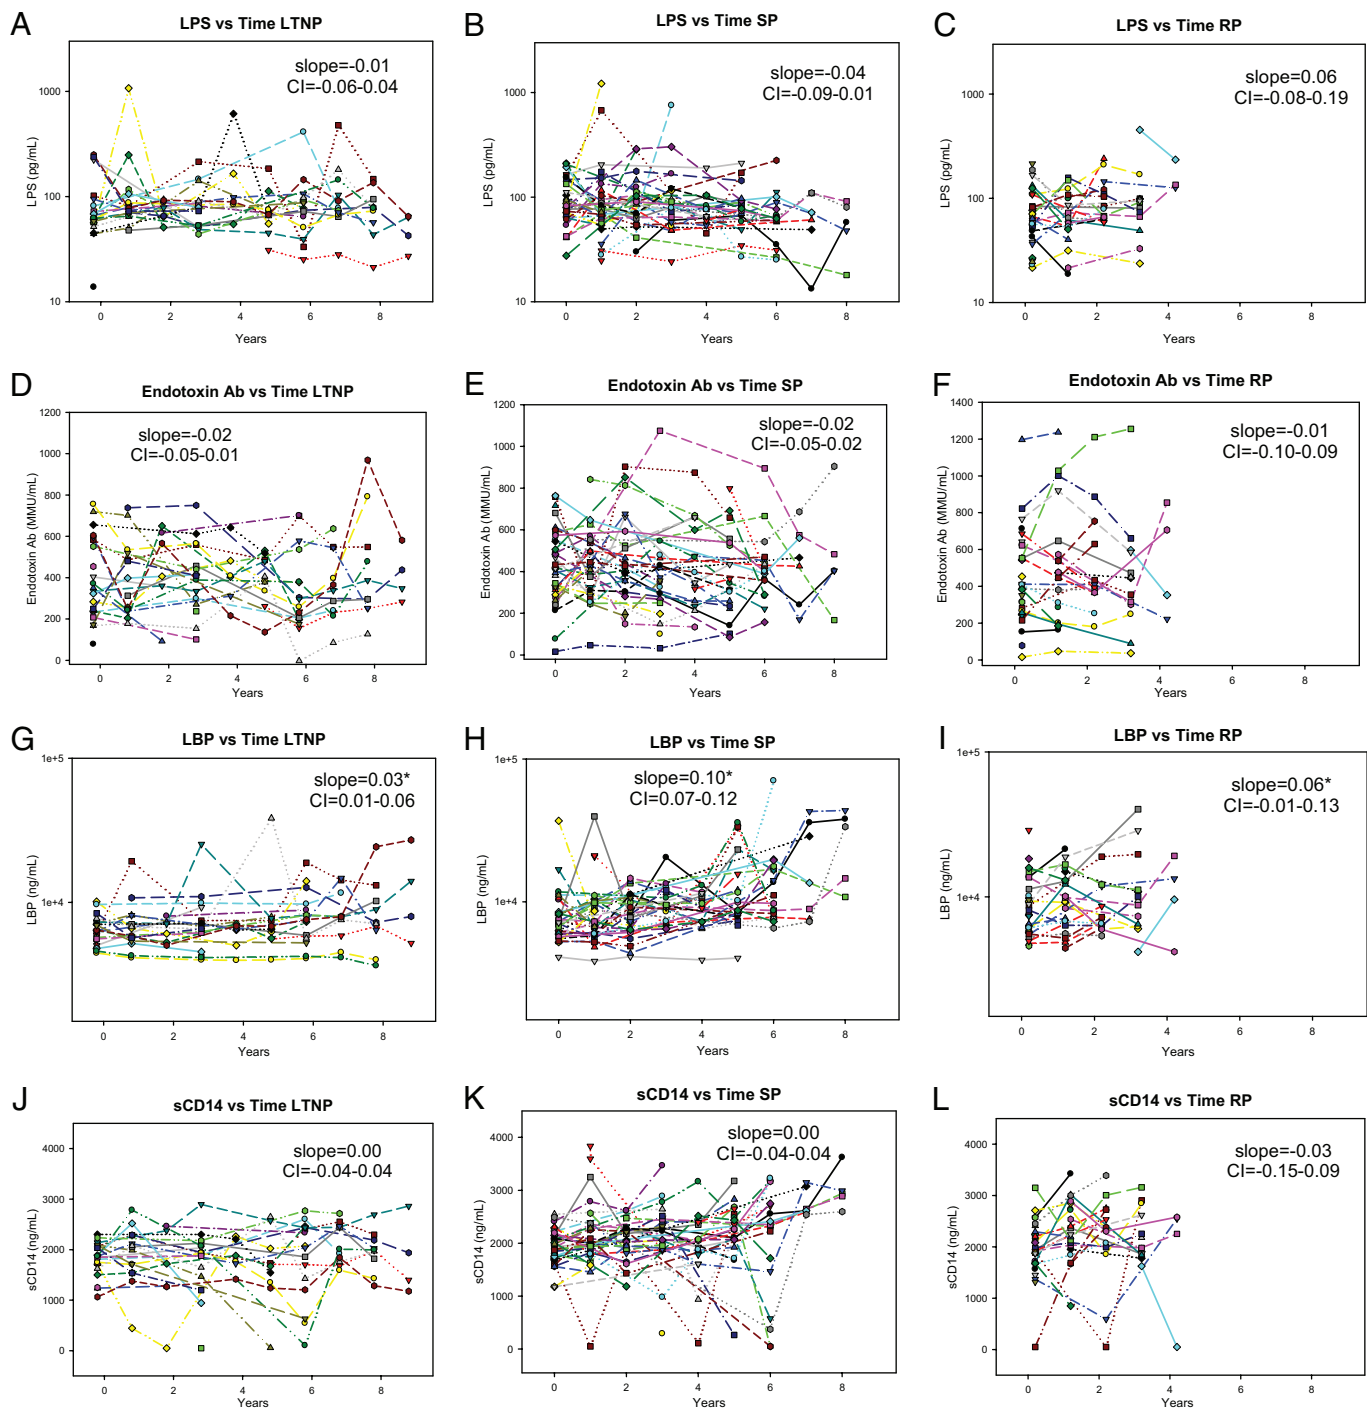 A
LPS vs Time LTNP
slope=-0.01
CI=-0.06-0.04
LPS (pg/mL)
1000
100
10
0 2 4 6 8
Years
B
LPS vs Time SP
slope=-0.04
CI=-0.09-0.01
LPS (pg/mL)
1000
100
10
0 2 4 6 8
Years
C
LPS vs Time RP
slope=0.06
CI=-0.08-0.19
LPS (pg/mL)
1000
100
10
0 2 4 6 8
Years
D
Endotoxin Ab vs Time LTNP
slope=-0.02
CI=-0.05-0.01
Endotoxin Ab (MMU/mL)
1200
1000
800
600
400
200
0
0 2 4 6 8
Years
E
Endotoxin Ab vs Time SP
slope=-0.02
CI=-0.05-0.02
Endotoxin Ab (MMU/mL)
1200
1000
800
600
400
200
0
0 2 4 6 8
Years
F
Endotoxin Ab vs Time RP
slope=-0.01
CI=-0.10-0.09
Endotoxin Ab (MMU/mL)
1400
1200
1000
800
600
400
200
0
0 2 4 6 8
Years
G
LBP vs Time LTNP
slope=0.03*
CI=0.01-0.06
LBP (ng/mL)
1e+5
1e+4
0 2 4 6 8
Years
H
LBP vs Time SP
slope=0.10*
CI=0.07-0.12
LBP (ng/mL)
1e+5
1e+4
0 2 4 6 8
Years
I
LBP vs Time RP
slope=0.06*
CI=-0.01-0.13
LBP (ng/mL)
1e+5
1e+4
0 2 4 6 8
Years
J
sCD14 vs Time LTNP
slope=0.00
CI=-0.04-0.04
sCD14 (ng/mL)
4000
3000
2000
1000
0
0 2 4 6 8
Years
K
sCD14 vs Time SP
slope=0.00
CI=-0.04-0.04
sCD14 (ng/mL)
4000
3000
2000
1000
0
0 2 4 6 8
Years
L
sCD14 vs Time RP
slope=-0.03
CI=-0.15-0.09
sCD14 (ng/mL)
4000
3000
2000
1000
0
0 2 4 6 8
Years